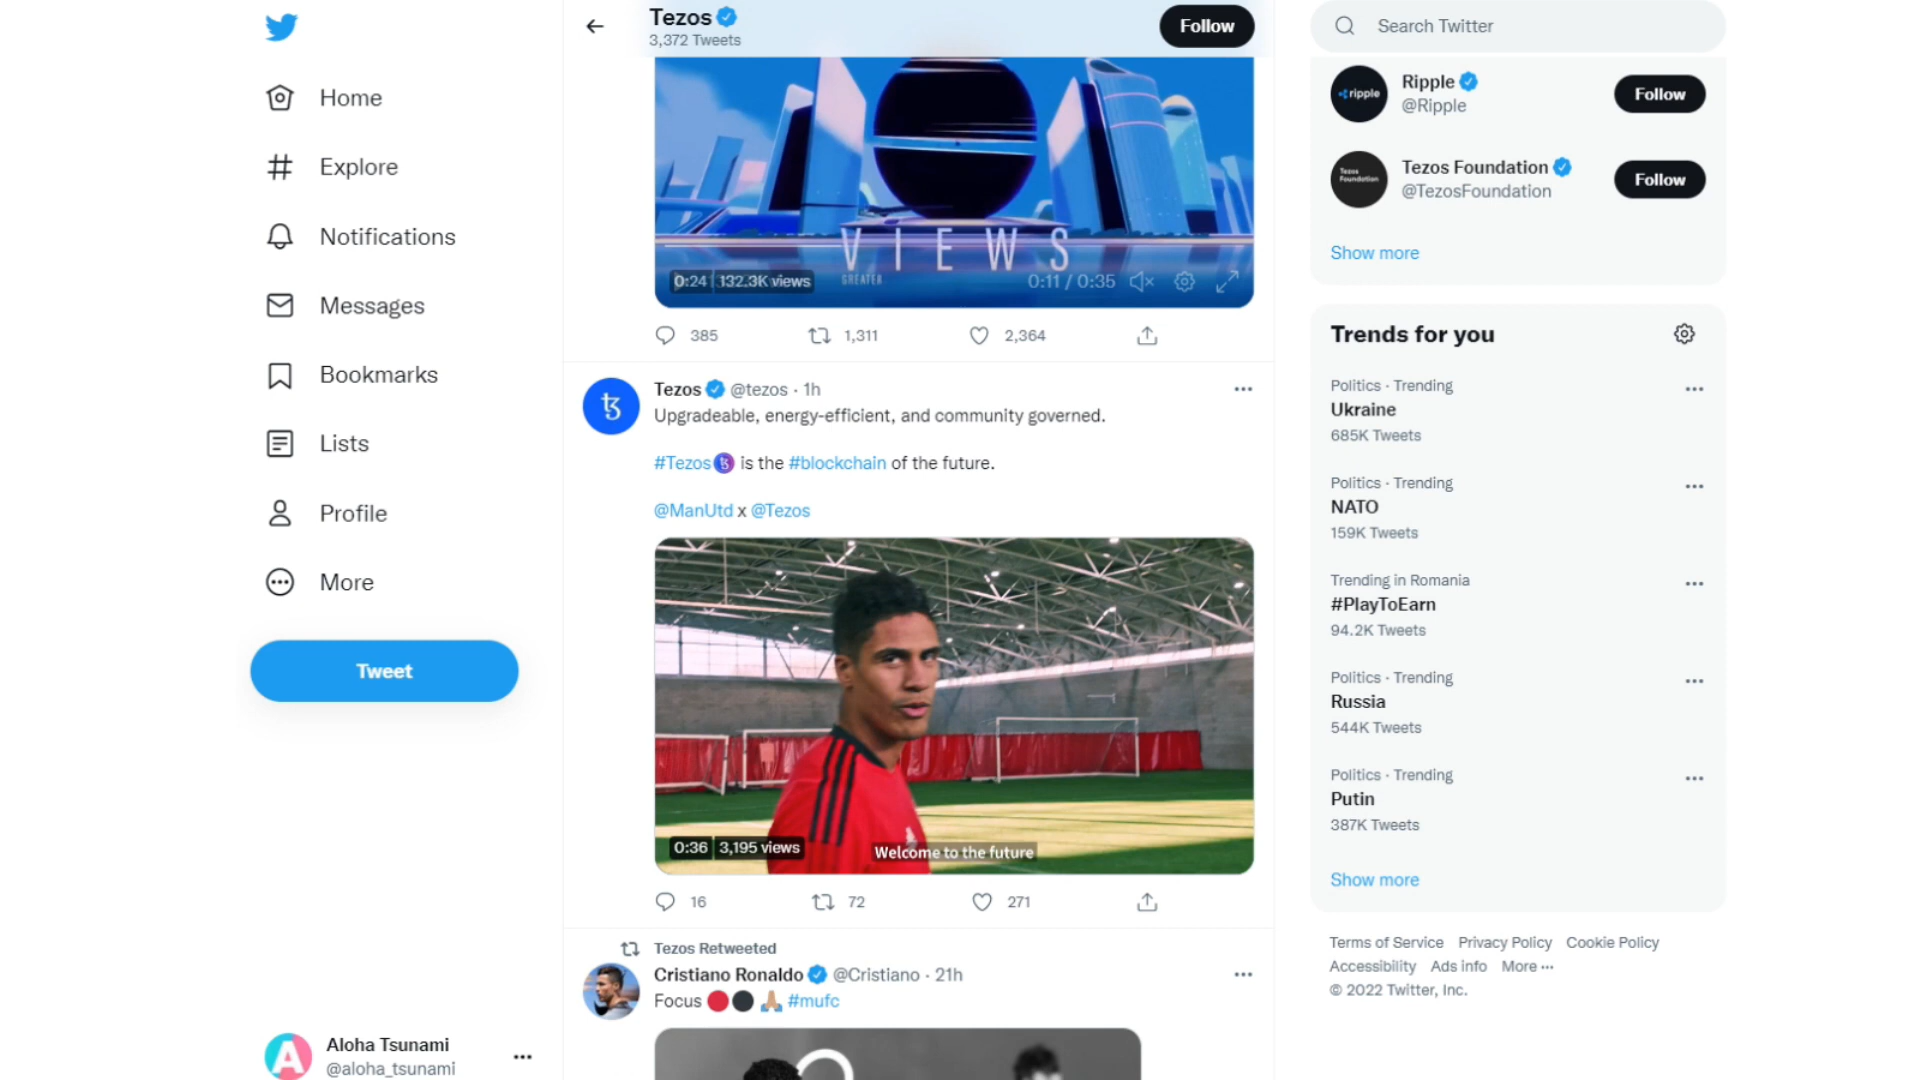 Home
Explore
Notifications
Messages
Bookmarks
Lists
Profile
More
Tweet
Aloha Tsunami
@aloha_tsunami
Tezos
3,372 Tweets
Follow
VIEWS
GREATER
0:24 132.3K views
0:11 / 0:35
385 1,311 2,364
Tezos @tezos · 1h
Upgradeable, energy-efficient, and community governed.
#Tezos is the #blockchain of the future.
@ManUtd x @Tezos
0:36 3,195 views
Welcome to the future
16 72 271
Tezos Retweeted
Cristiano Ronaldo @Cristiano · 21h
Focus 🔴⚫️ 🙏🏽 #mufc
Search Twitter
ripple
Ripple
@Ripple
Follow
Tezos
Foundation
Tezos Foundation
@TezosFoundation
Follow
Show more
Trends for you
Politics · Trending
Ukraine
685K Tweets
Politics · Trending
NATO
159K Tweets
Trending in Romania
#PlayToEarn
94.2K Tweets
Politics · Trending
Russia
544K Tweets
Politics · Trending
Putin
387K Tweets
Show more
Terms of Service Privacy Policy Cookie Policy
Accessibility Ads info More ···
© 2022 Twitter, Inc.